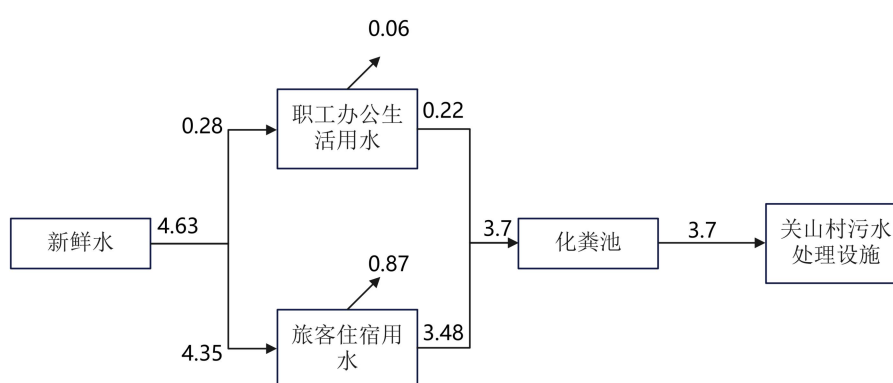 0.06
职工办公生
活用水
0.28
0.22
新鲜水
4.63
3.7
化粪池
3.7
关山村污水
处理设施
0.87
旅客住宿用
水
4.35
3.48